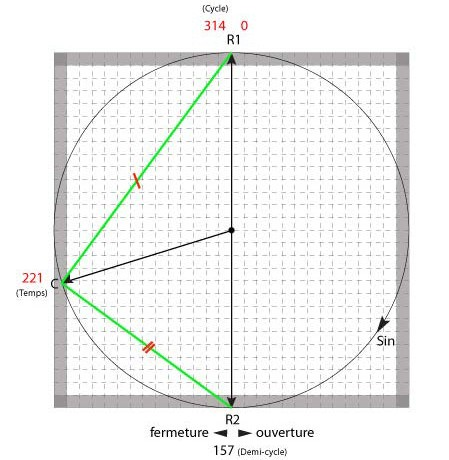 (Cycle)
314 0
R1
221
(Temps)
C
Sin
R2
fermeture ouverture
157 (Demi-cycle)